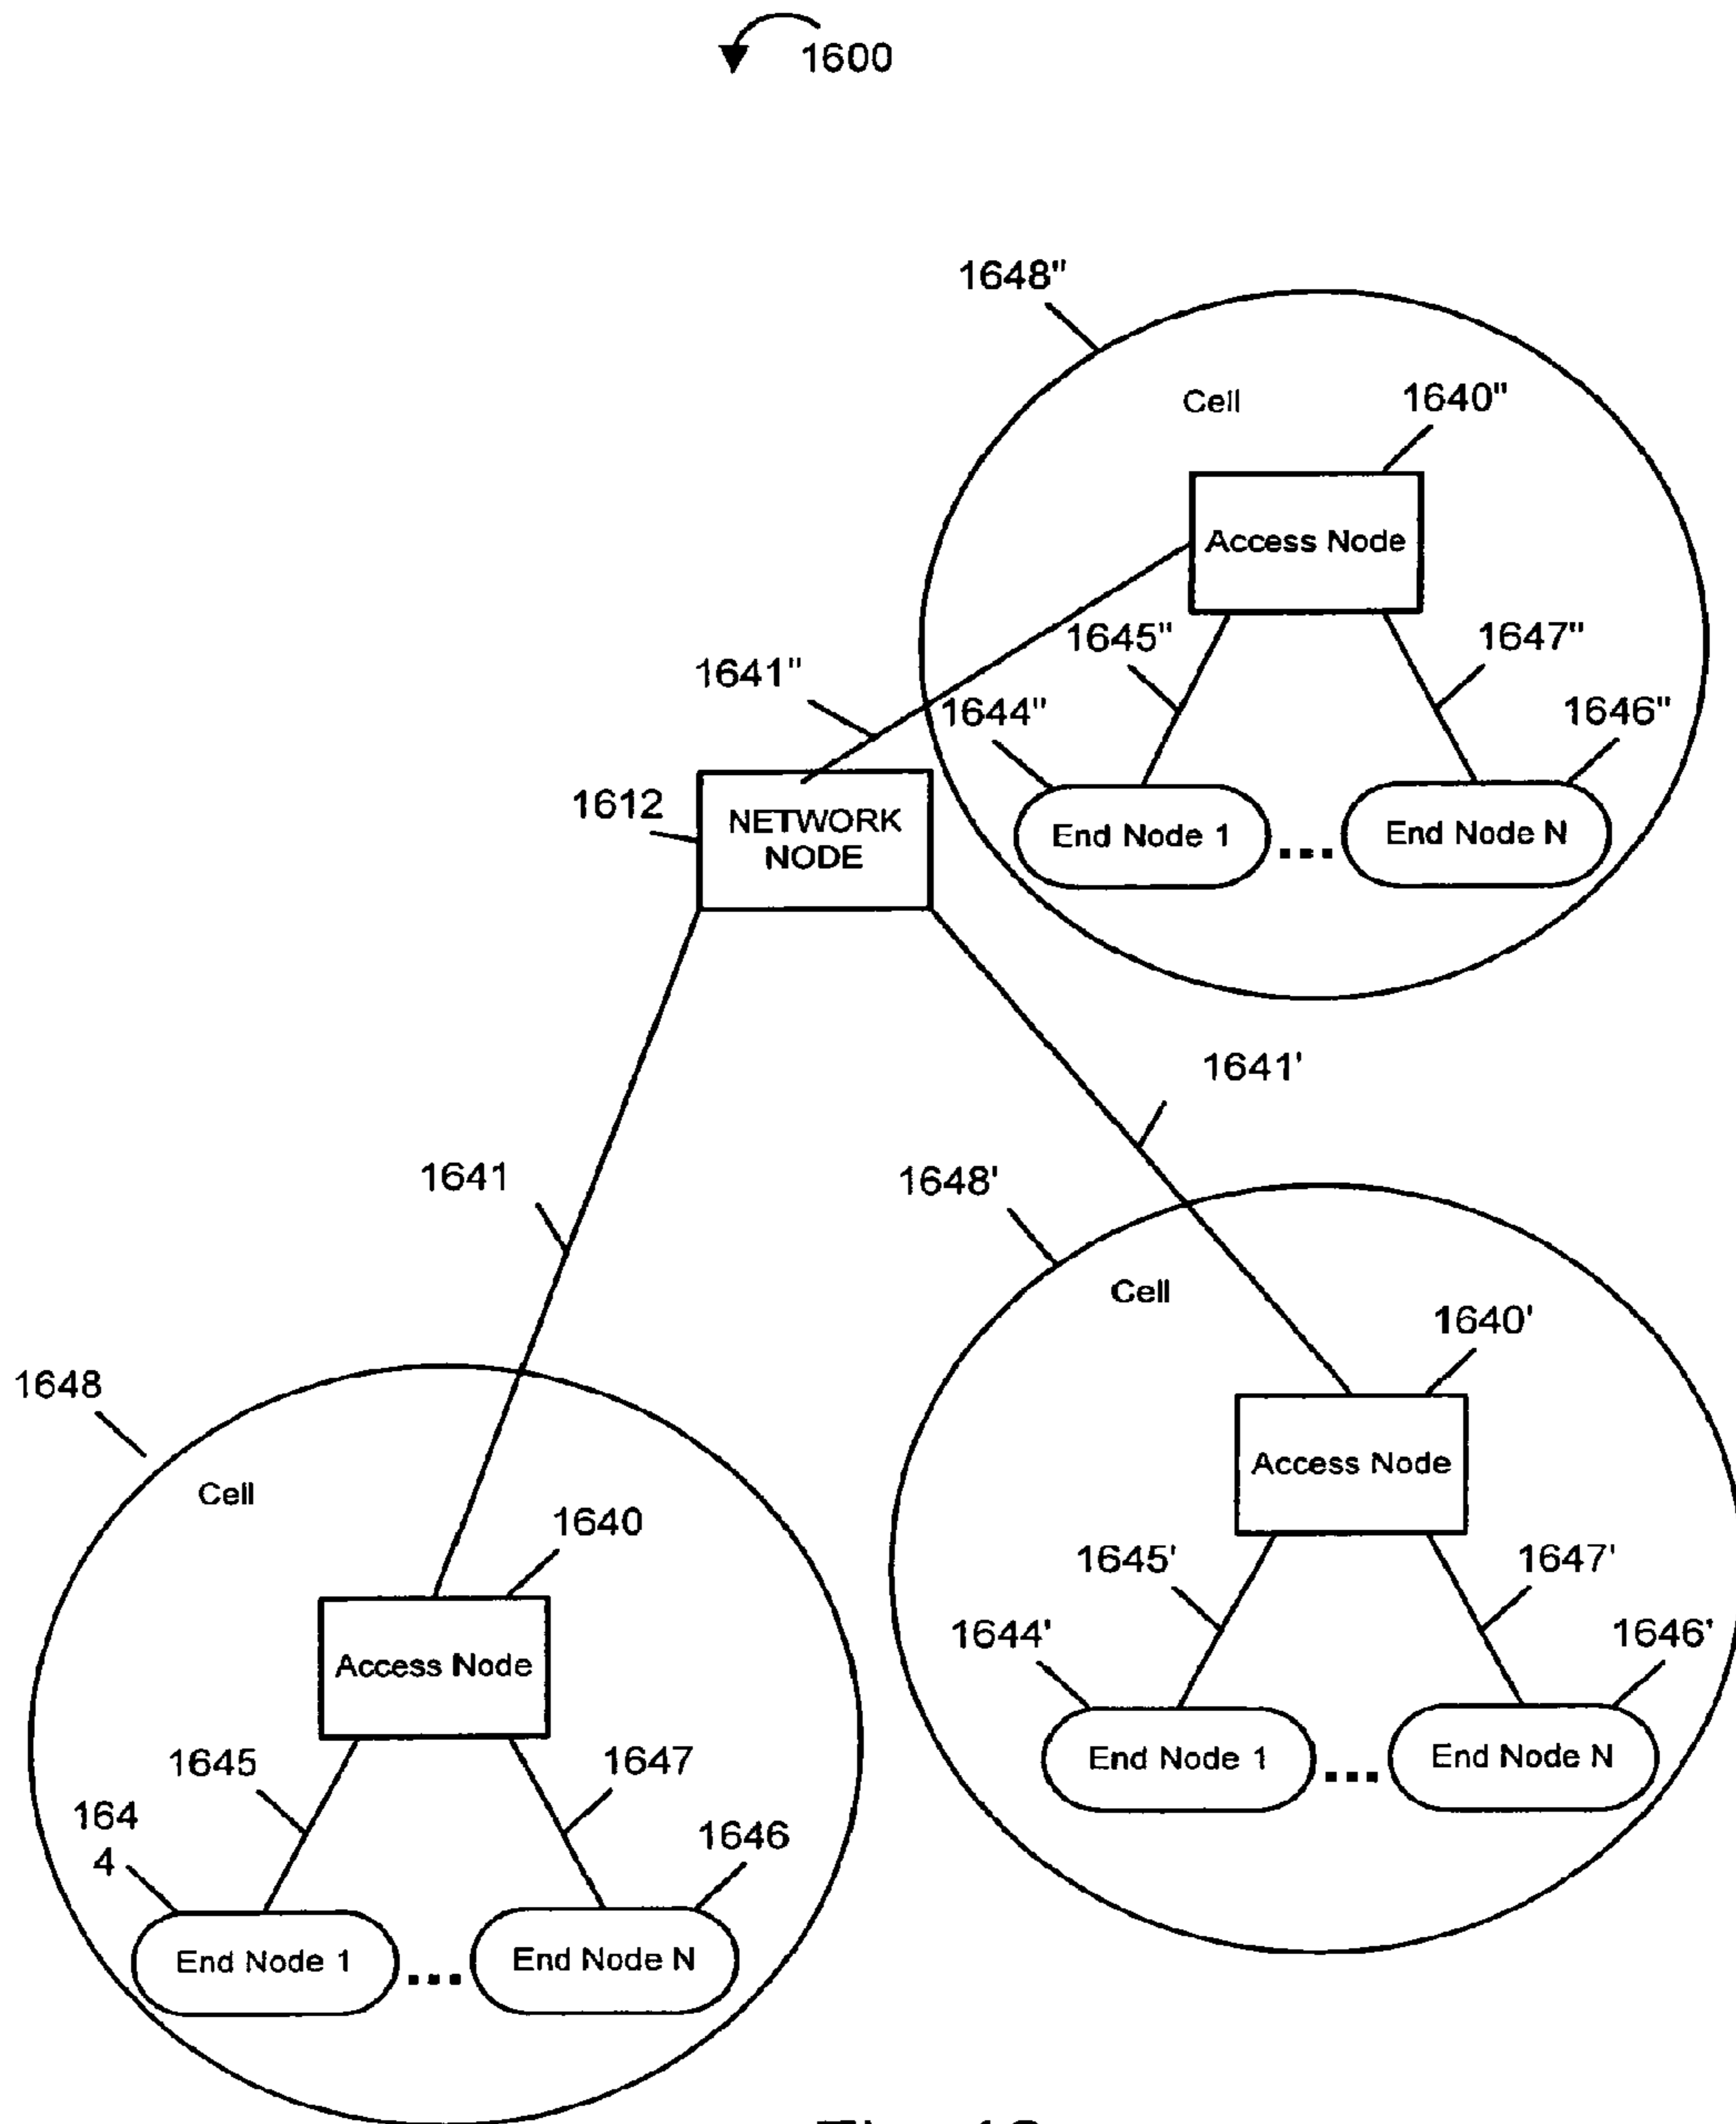 1600
1648"
Cell
1640"
Access Node
1645"
1647"
1641"
1644"
1646"
1612
NETWORK
NODE
End Node 1
...
End Node N
1641'
1641
1648'
Cell
1640'
1648
Access Node
Cell
1640
1645'
1647'
1644'
1646'
Access Node
End Node 1
...
End Node N
1645
1647
164
4
1646
End Node 1
...
End Node N